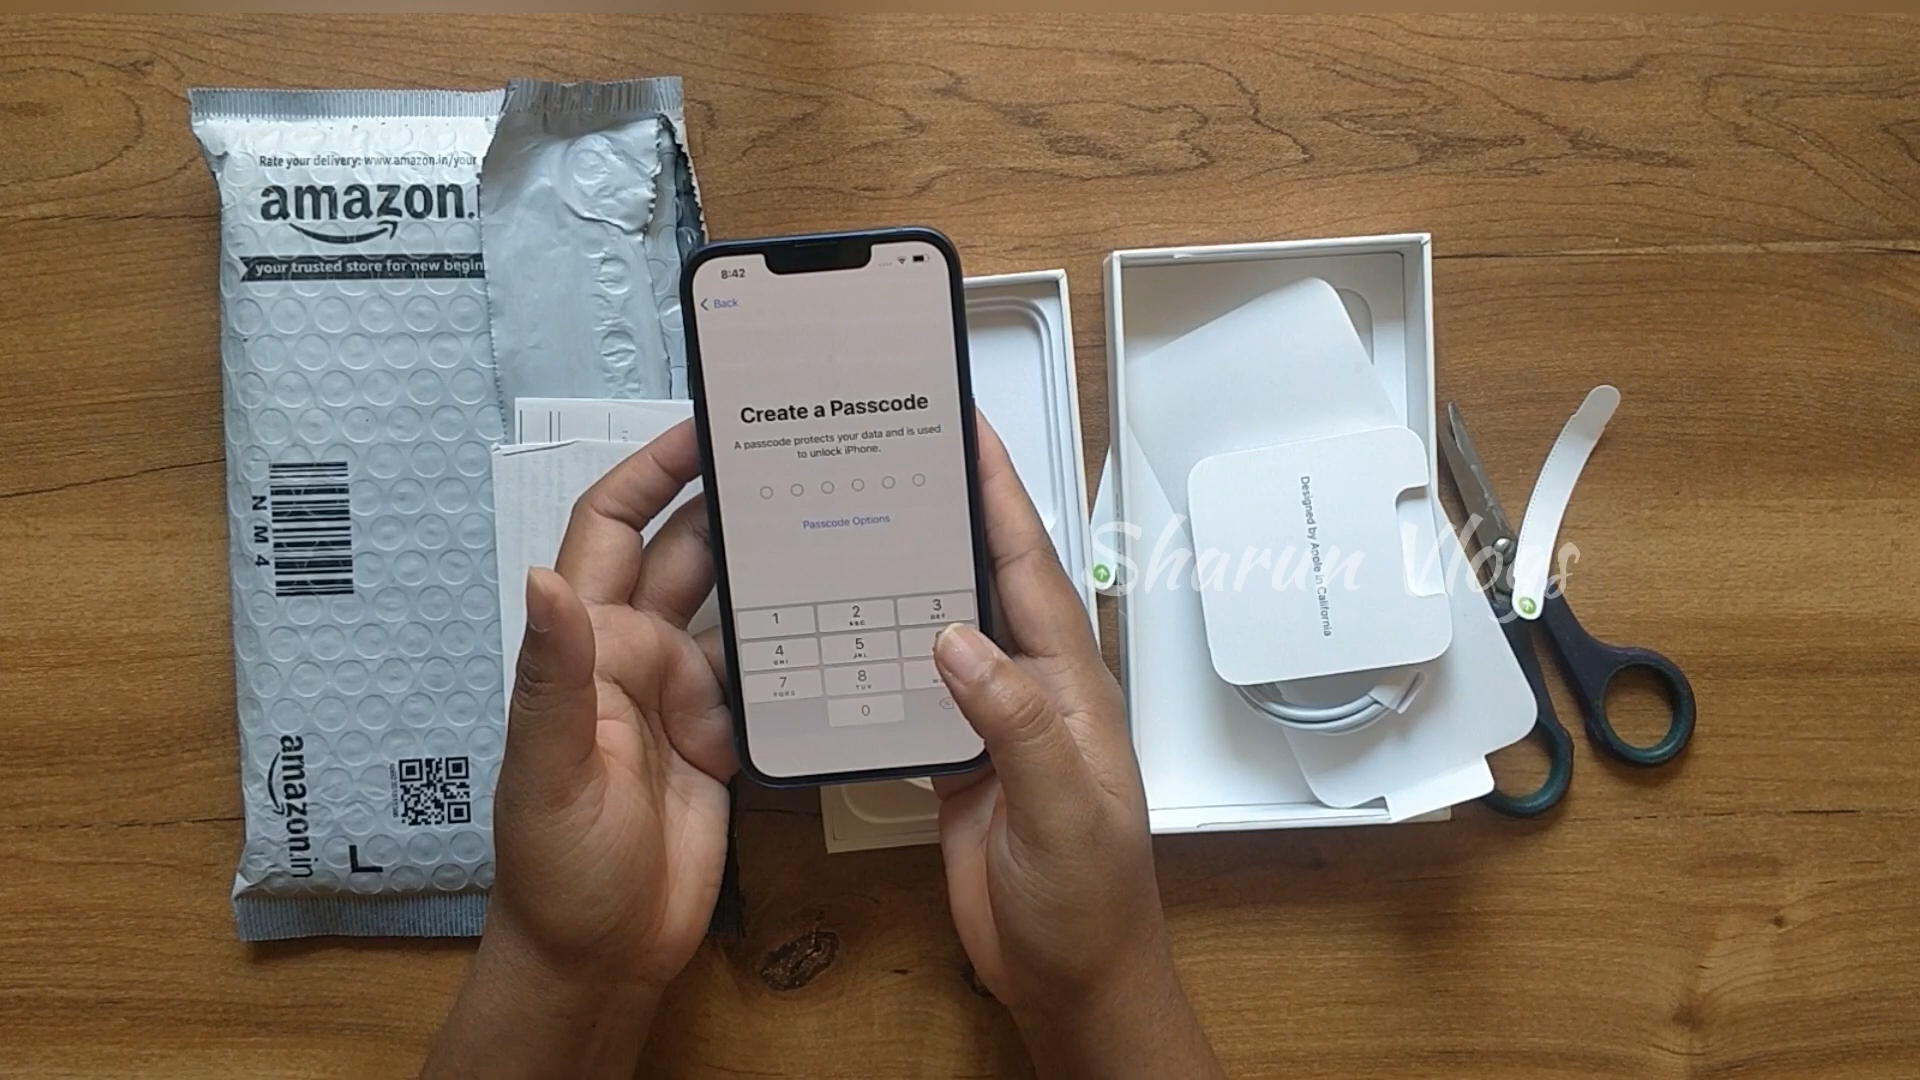 Rate your delivery: www.amazon.in/your
amazon.
your trusted store for new begin
NM4
amazon.in
L
8:42
Back
Create a Passcode
A passcode protects your data and is used
to unlock iPhone.
Passcode Options
1
2
ABC
3
DEF
4
GHI
5
JKL
7
PQRS
8
TUV
0
Designed by Apple in California
Sharun Vlogs